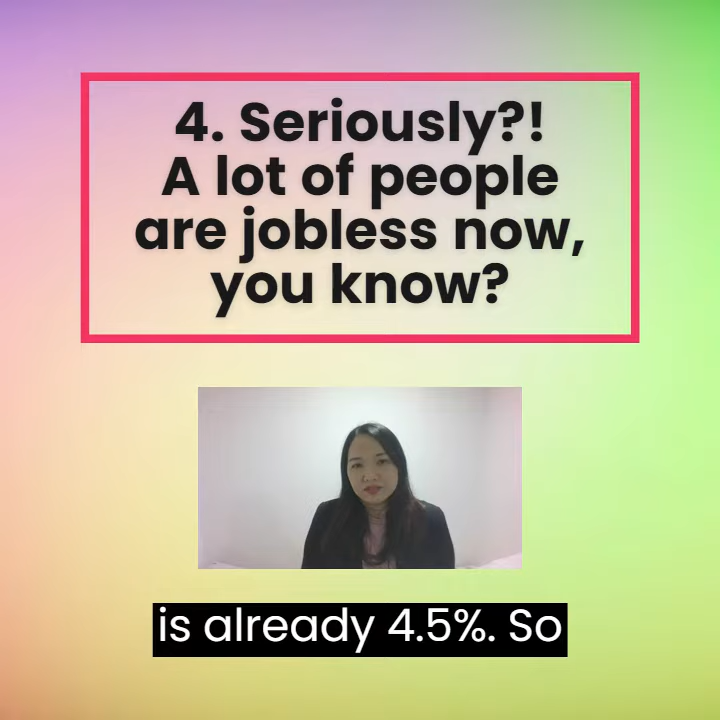 4. Seriously?!
A lot of people
are jobless now,
you know?
is already 4.5%. So